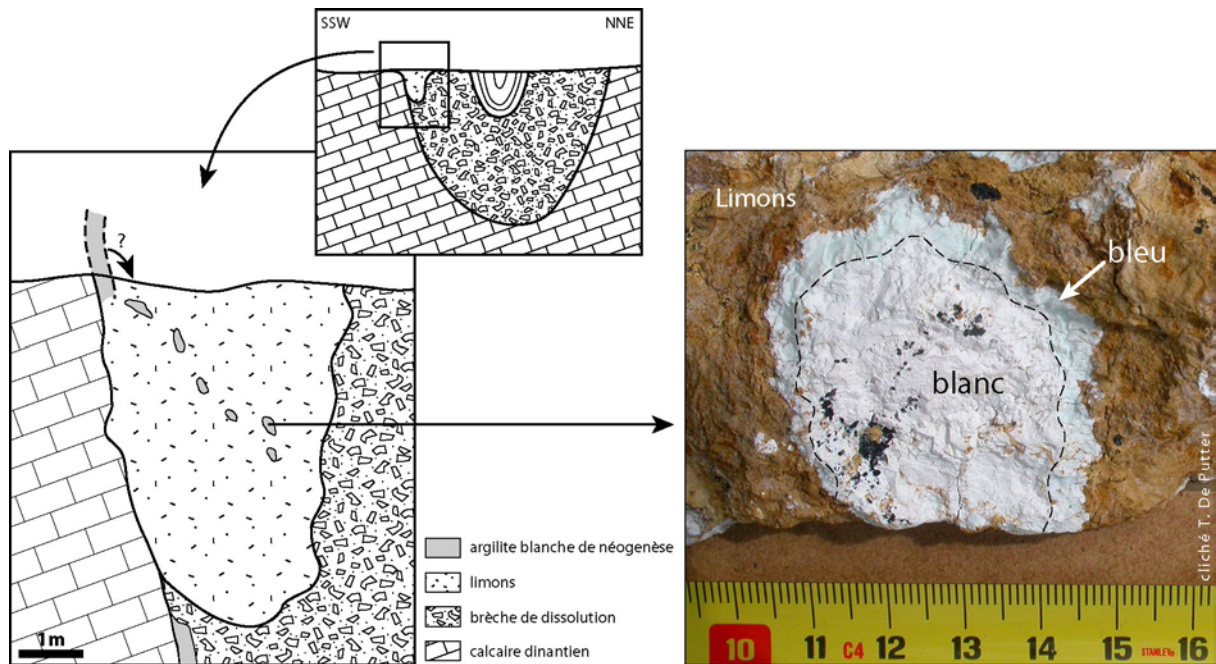 SSW NNE
?
1m
argilite blanche de néogenèse
limons
brèche de dissolution
calcaire dinantien
Limons
bleu
blanc
cliché T. De Putter
10 11 C4 12 13 14 15 STANLEY® 16